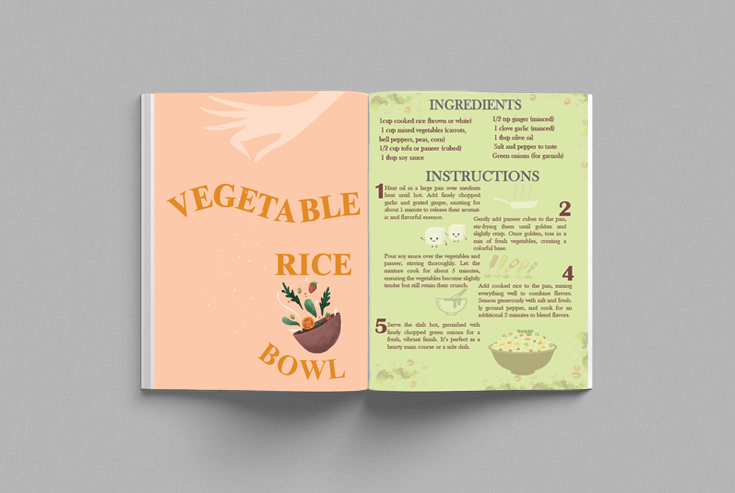 VEGETABLE
RICE
BOWL
INGREDIENTS
1cup cooked rice (brown or white)
1 cup mixed vegetables (carrots,
bell peppers, peas, corn)
1/2 cup tofu or paneer (cubed)
1 tbsp soy sauce
1/2 tsp ginger (minced)
1 clove garlic (minced)
1 tbsp olive oil
Salt and pepper to taste
Green onions (for garnish)
INSTRUCTIONS
1
Heat oil in a large pan over medium
heat until hot. Add finely chopped
garlic and grated ginger, sautéing for
about 1 minute to release their aromat-
ic and flavorful essence.
2
Gently add paneer cubes to the pan,
stir-frying them until golden and
slightly crisp. Once golden, toss in a
mix of fresh vegetables, creating a
colorful base.
Pour soy sauce over the vegetables and
paneer, stirring thoroughly. Let the
mixture cook for about 5 minutes,
ensuring the vegetables become slightly
tender but still retain their crunch.
4
Add cooked rice to the pan, mixing
everything well to combine flavors.
Season generously with salt and fresh-
ly ground pepper, and cook for an
additional 2 minutes to blend flavors.
5
Serve the dish hot, garnished with
finely chopped green onions for a
fresh, vibrant finish. It's perfect as a
hearty main course or a side dish.